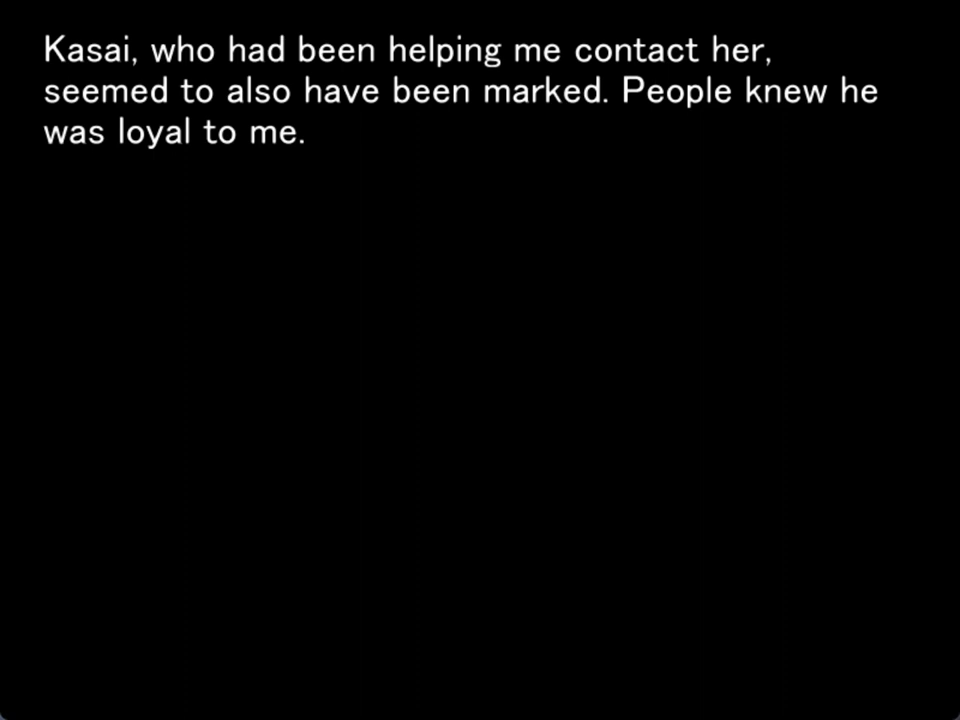 Kasai, who had been helping me contact her,
seemed to also have been marked. People knew he
was loyal to me.